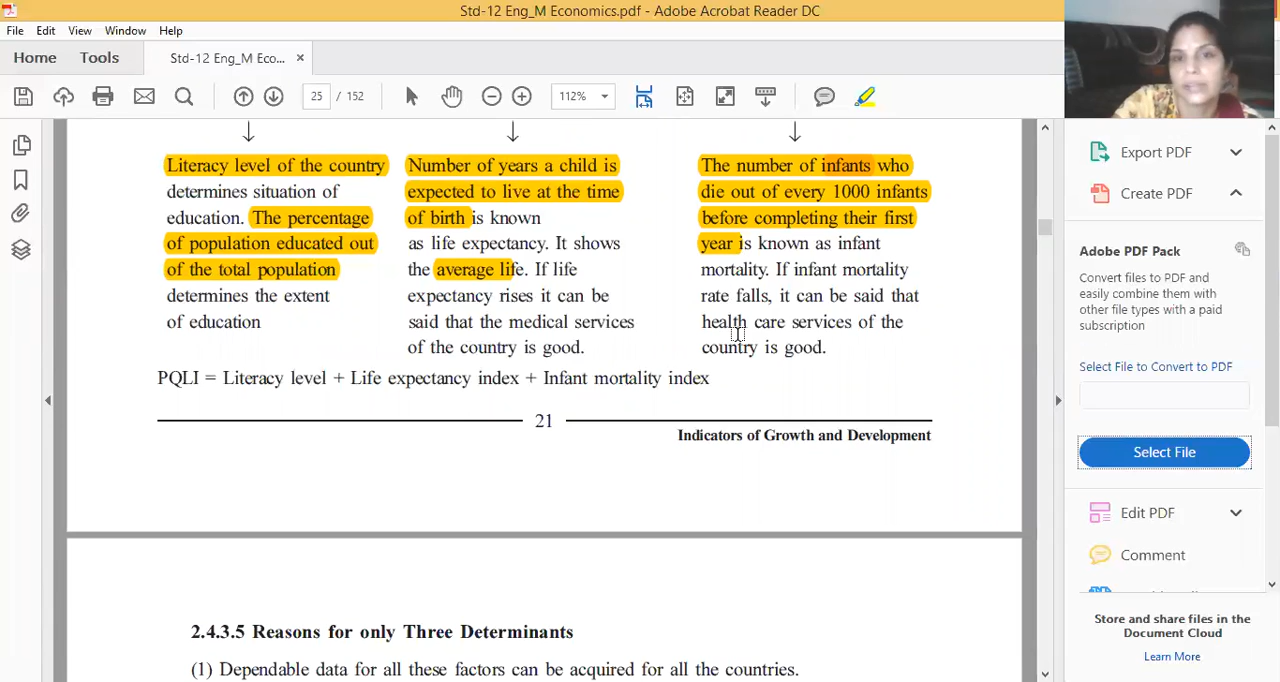 Std-12 Eng_M Economics.pdf - Adobe Acrobat Reader DC
File Edit View Window Help
Home Tools Std-12 Eng_M Eco... ×
25 / 152 112%
Literacy level of the country
determines situation of
education. The percentage
of population educated out
of the total population
determines the extent
of education
Number of years a child is
expected to live at the time
of birth is known
as life expectancy. It shows
the average life. If life
expectancy rises it can be
said that the medical services
of the country is good.
The number of infants who
die out of every 1000 infants
before completing their first
year is known as infant
mortality. If infant mortality
rate falls, it can be said that
health care services of the
country is good.
PQLI = Literacy level + Life expectancy index + Infant mortality index
21
Indicators of Growth and Development
2.4.3.5 Reasons for only Three Determinants
(1) Dependable data for all these factors can be acquired for all the countries.
Export PDF
Create PDF
Adobe PDF Pack
Convert files to PDF and
easily combine them with
other file types with a paid
subscription
Select File to Convert to PDF
Select File
Edit PDF
Comment
Store and share files in the
Document Cloud
Learn More